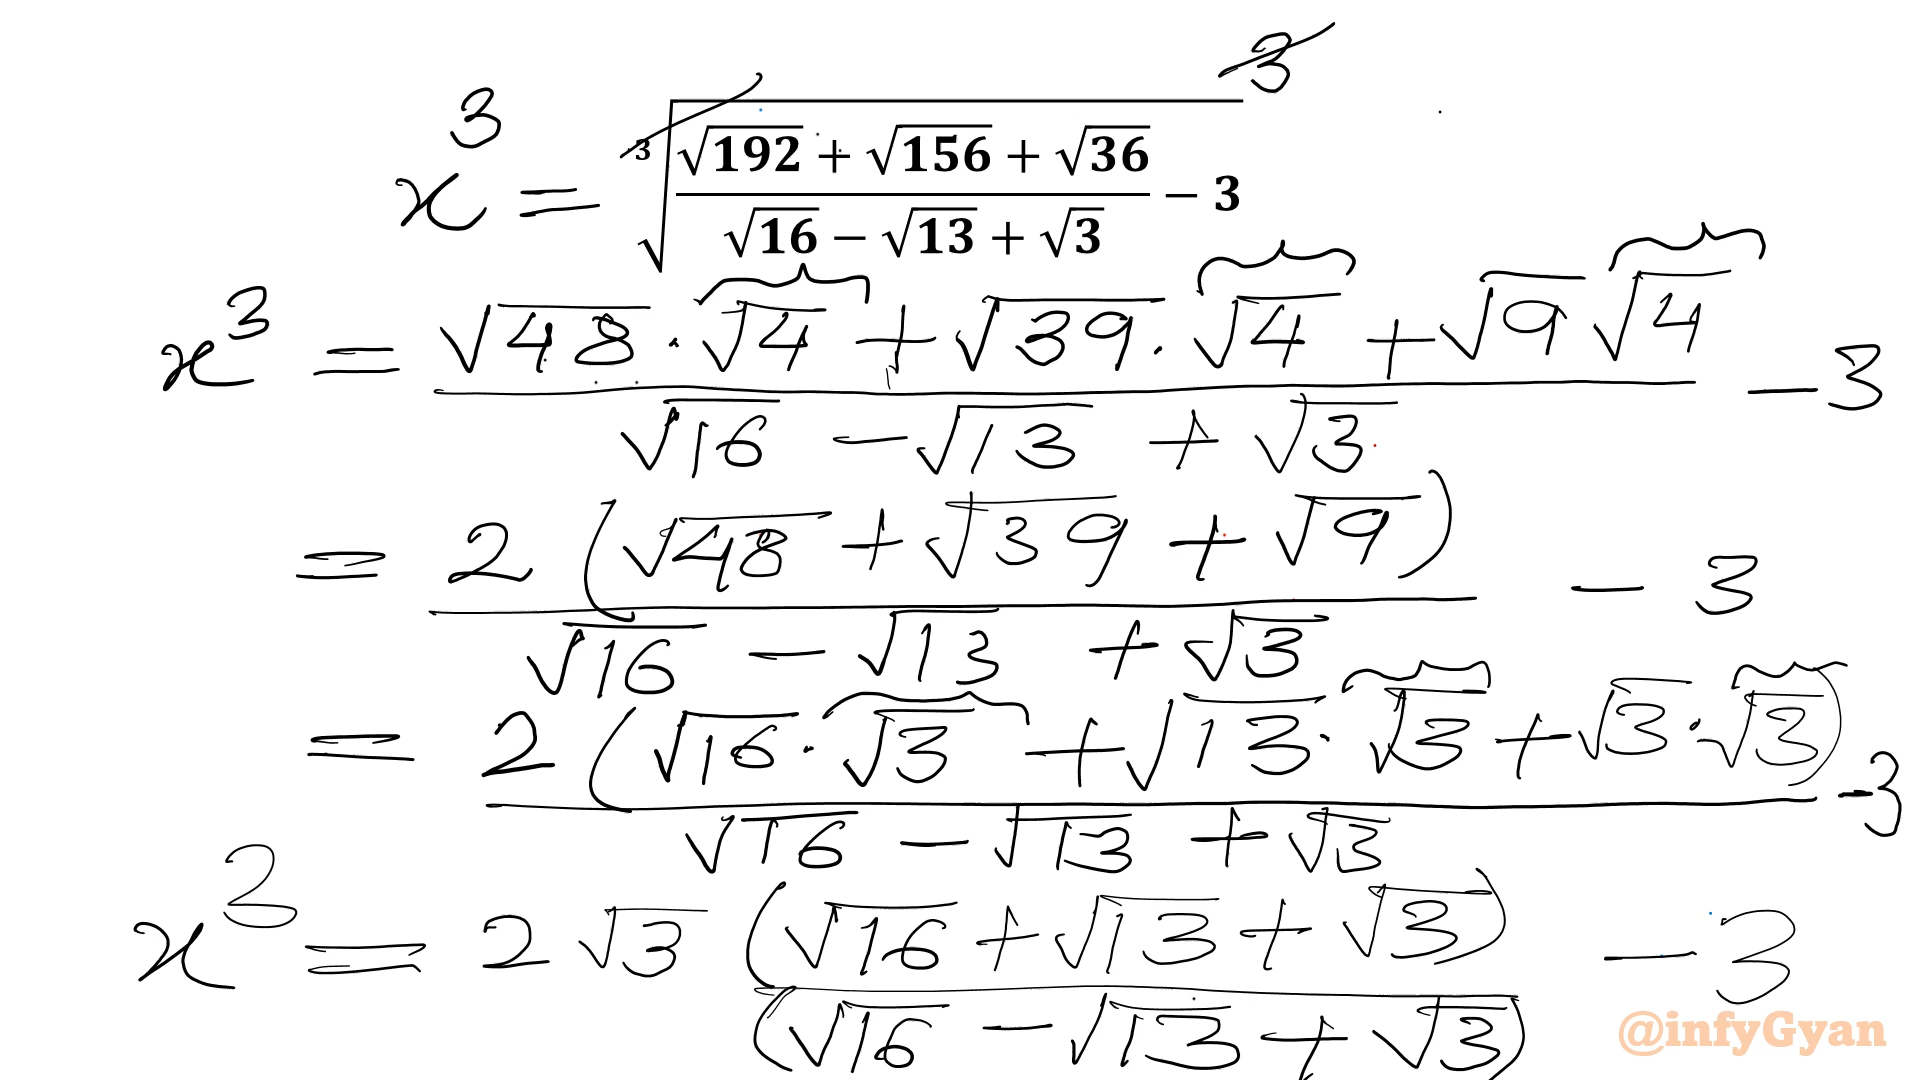 x³ = ∛((√192 + √156 + √36)/(√16 − √13 + √3) − 3) ³
x³ = (√48 · √4 + √39 · √4 + √9 √4)/(√16 − √13 + √3) − 3
= 2(√48 + √39 + √9)/(√16 − √13 + √3) − 3
= 2(√16 · √3 + √13 · √3 + √3 · √3)/(√16 − √13 + √3) − 3
x³ = 2√3 (√16 + √13 + √3)/(√16 − √13 + √3) − 3
@infyGyan